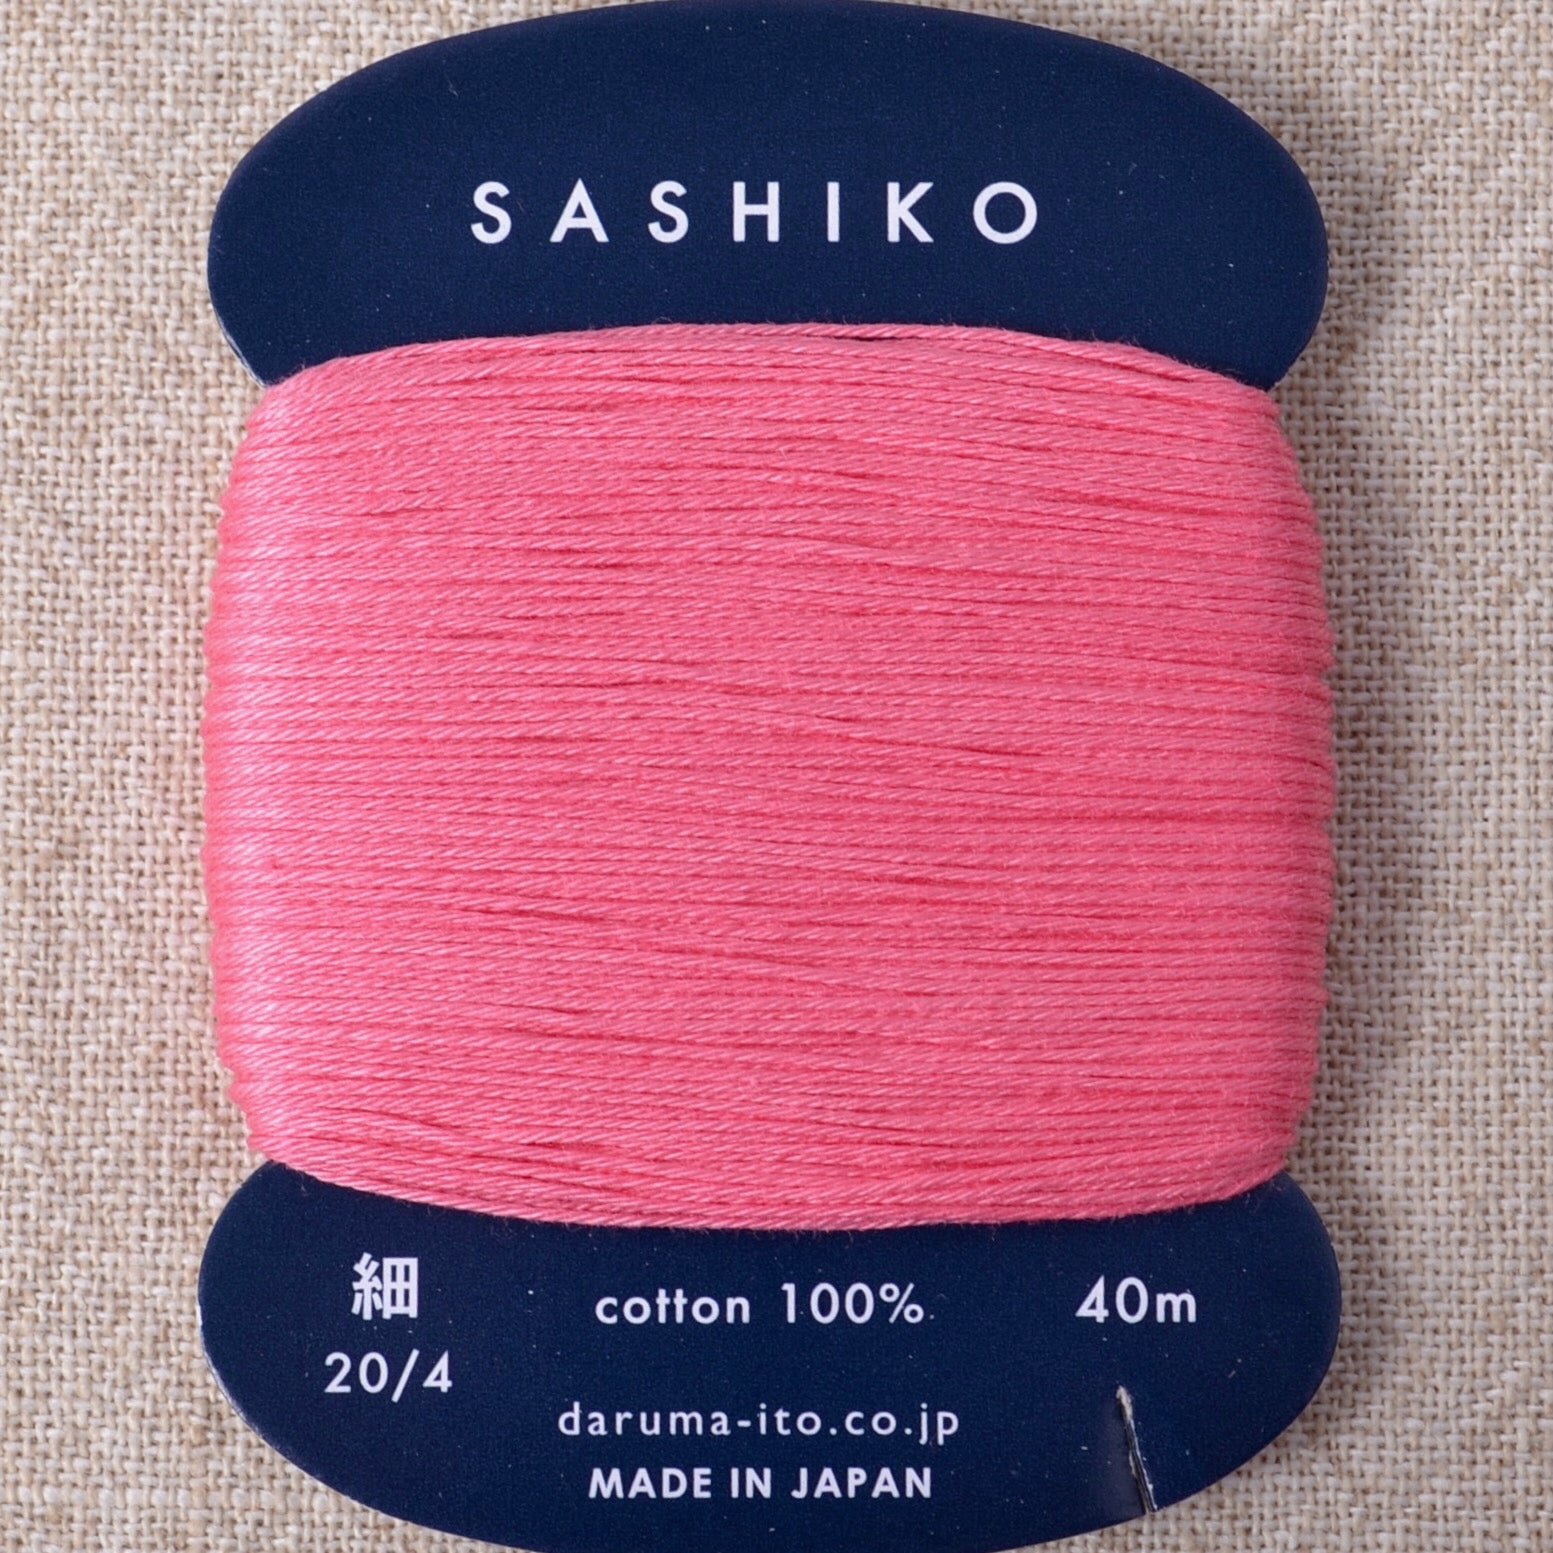 SASHIKO
細 cotton 100% 40m
20/4
daruma-ito.co.jp
MADE IN JAPAN